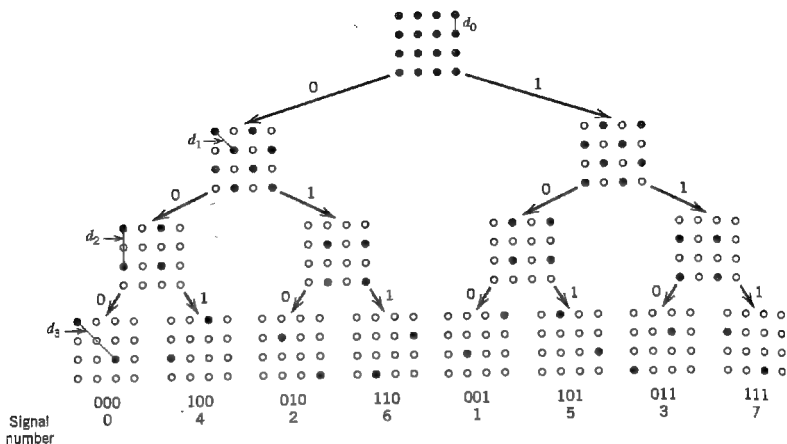 d₀
0 1
d₁
0 1 0 1
d₂
0 1 0 1 0 1 0 1
d₃
000 100 010 110 001 101 011 111
Signal number 0 4 2 6 1 5 3 7